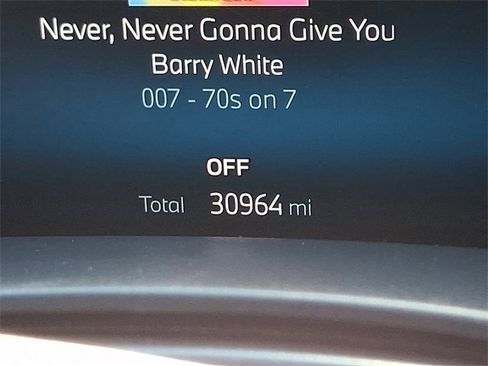 Never, Never Gonna Give You
Barry White
007 - 70s on 7
OFF
Total 30964 mi